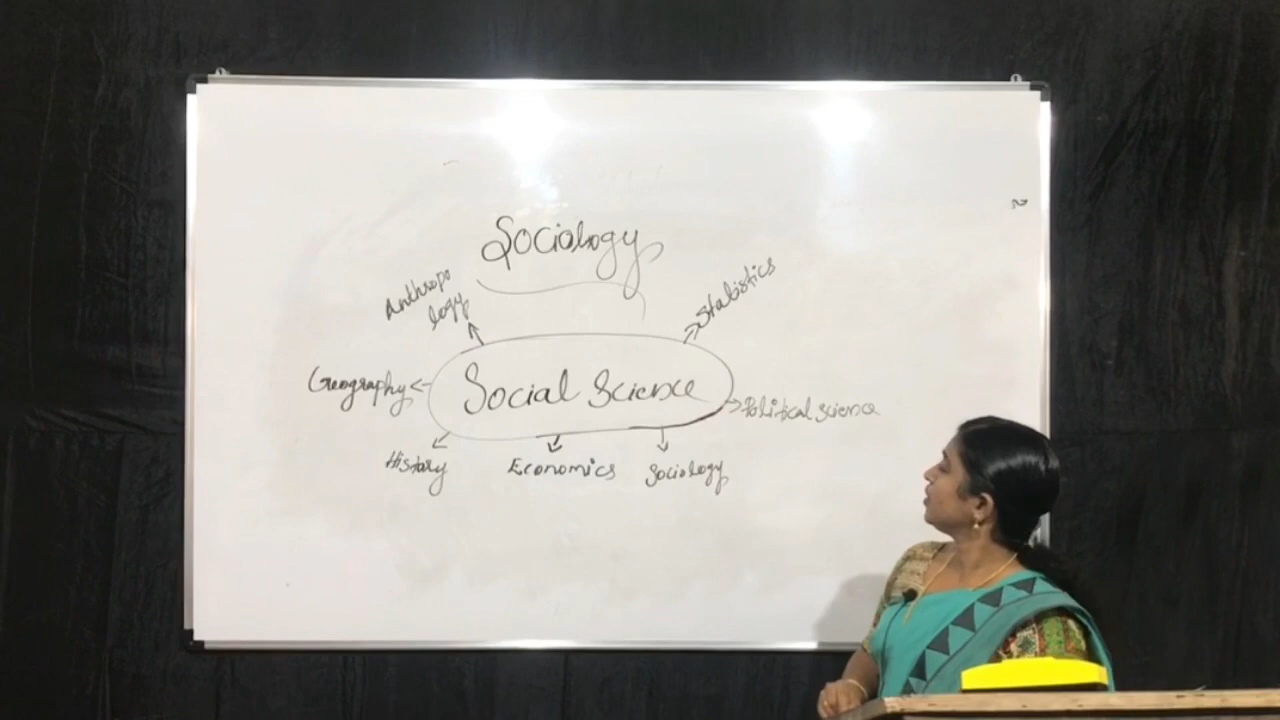 Sociology
Anthropo
logy
Statistics
Geography
Social Science
Political science
History
Economics
Sociology